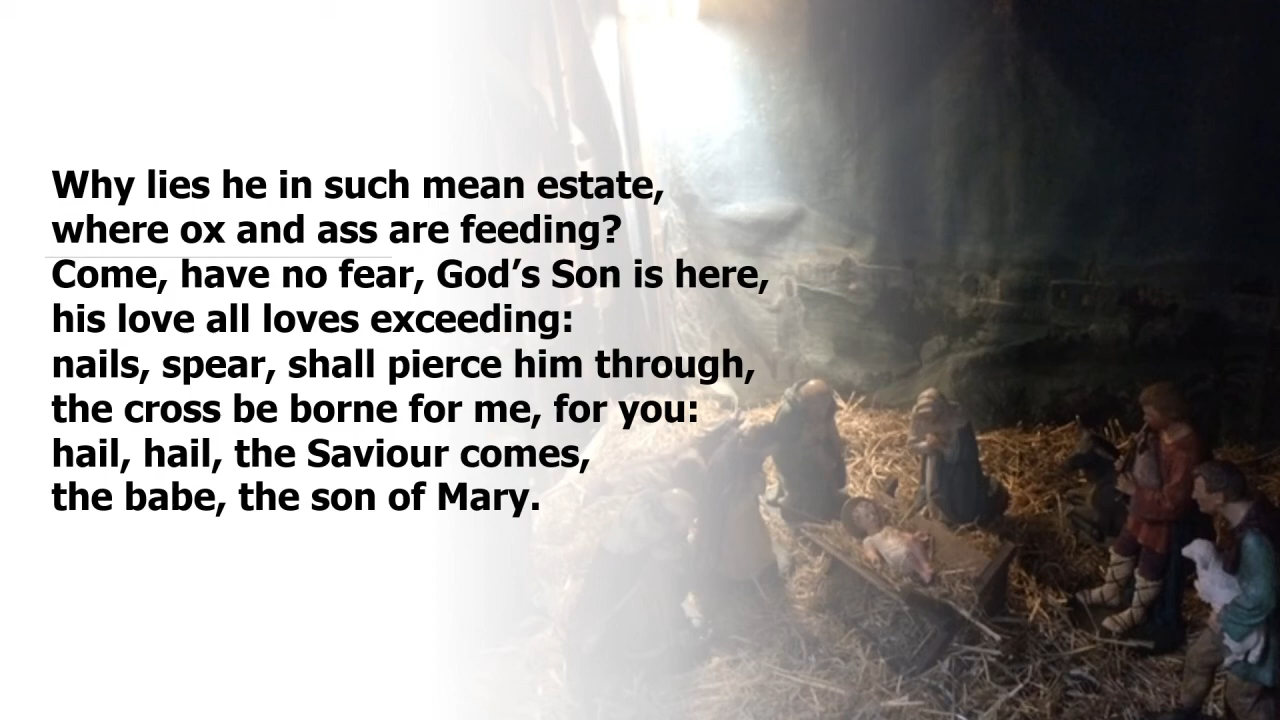 Why lies he in such mean estate,
where ox and ass are feeding?
Come, have no fear, God’s Son is here,
his love all loves exceeding:
nails, spear, shall pierce him through,
the cross be borne for me, for you:
hail, hail, the Saviour comes,
the babe, the son of Mary.